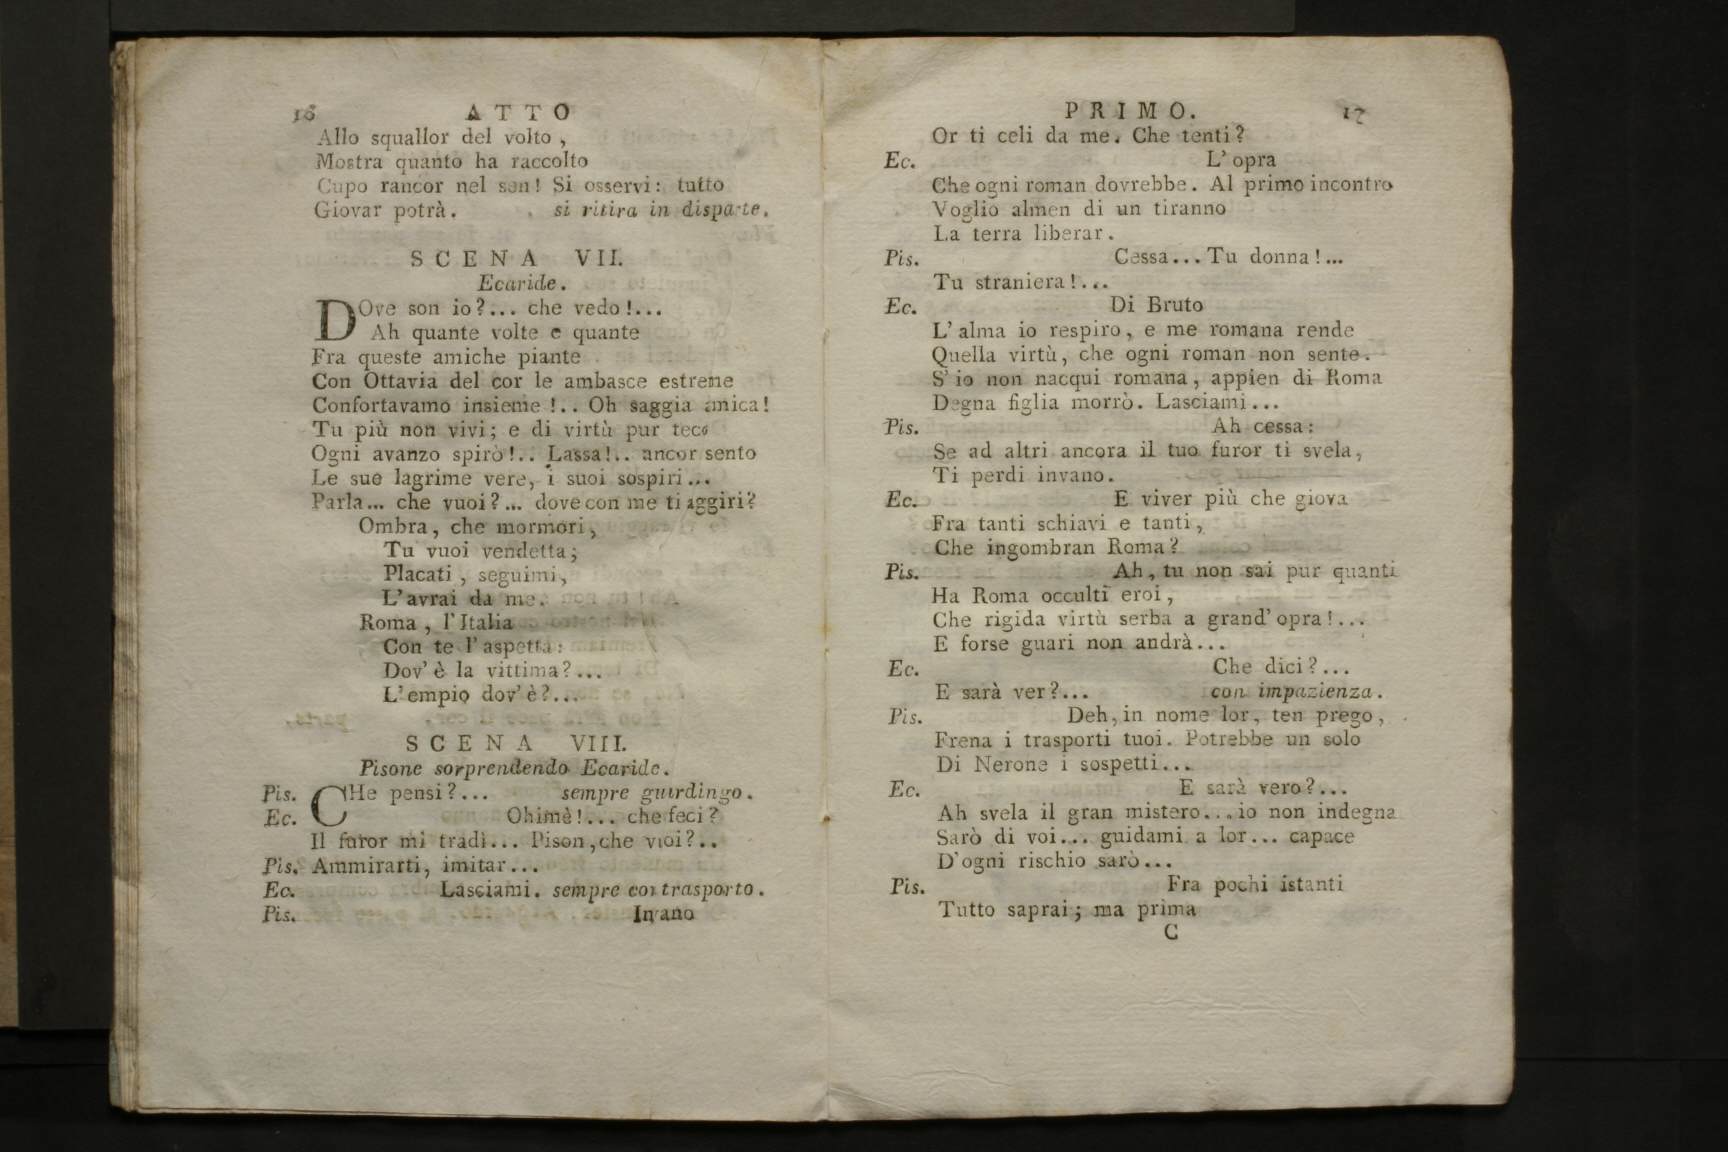 16 ATTO
Allo squallor del volto,
Mostra quanto ha raccolto
Cupo rancor nel sen! Si osservi: tutto
Giovar potrà. si ritira in disparte.
SCENA VII.
Ecaride.
DOve son io?... che vedo!...
Ah quante volte e quante
Fra queste amiche piante
Con Ottavia del cor le ambasce estreme
Confortavamo insieme!.. Oh saggia amica!
Tu più non vivi; e di virtù pur teco
Ogni avanzo spirò!.. Lassa!.. ancor sento
Le sue lagrime vere, i suoi sospiri...
Parla... che vuoi?... dove con me ti aggiri?
Ombra, che mormori,
Tu vuoi vendetta;
Placati, seguimi,
L'avrai da me.
Roma, l'Italia
Con te l'aspetta:
Dov'è la vittima?...
L'empio dov'è?...
SCENA VIII.
Pisone sorprendendo Ecaride.
Pis. CHe pensi?... sempre guardingo.
Ec. Ohimè!... che feci?
Il furor mi tradì... Pison, che vuoi?..
Pis. Ammirarti, imitar...
Ec. Lasciami. sempre con trasporto.
Pis. Invano
PRIMO. 17
Or ti celi da me. Che tenti?
Ec. L'opra
Che ogni roman dovrebbe. Al primo incontro
Voglio almen di un tiranno
La terra liberar.
Pis. Cessa... Tu donna!...
Tu straniera!...
Ec. Di Bruto
L'alma io respiro, e me romana rende
Quella virtù, che ogni roman non sente.
S'io non nacqui romana, appien di Roma
Degna figlia morrò. Lasciami...
Pis. Ah cessa:
Se ad altri ancora il tuo furor ti svela,
Ti perdi invano.
Ec. E viver più che giova
Fra tanti schiavi e tanti,
Che ingombran Roma?
Pis. Ah, tu non sai pur quanti
Ha Roma occulti eroi,
Che rigida virtù serba a grand'opra!...
E forse guari non andrà...
Ec. Che dici?...
E sarà ver?... con impazienza.
Pis. Deh, in nome lor, ten prego,
Frena i trasporti tuoi. Potrebbe un solo
Di Nerone i sospetti...
Ec. E sarà vero?...
Ah svela il gran mistero... io non indegna
Sarò di voi... guidami a lor... capace
D'ogni rischio sarò...
Pis. Fra pochi istanti
Tutto saprai; ma prima
C